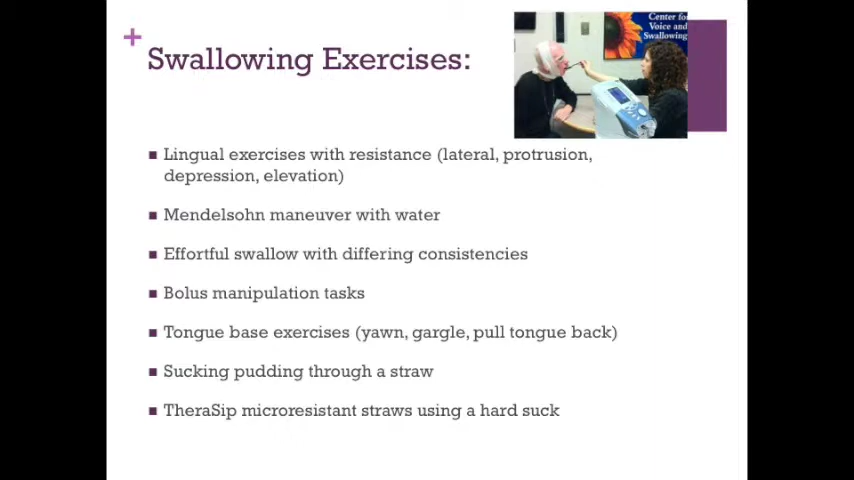 Center for
Voice and
Swallowing
+
Swallowing Exercises:
■ Lingual exercises with resistance (lateral, protrusion,
depression, elevation)
■ Mendelsohn maneuver with water
■ Effortful swallow with differing consistencies
■ Bolus manipulation tasks
■ Tongue base exercises (yawn, gargle, pull tongue back)
■ Sucking pudding through a straw
■ TheraSip microresistant straws using a hard suck